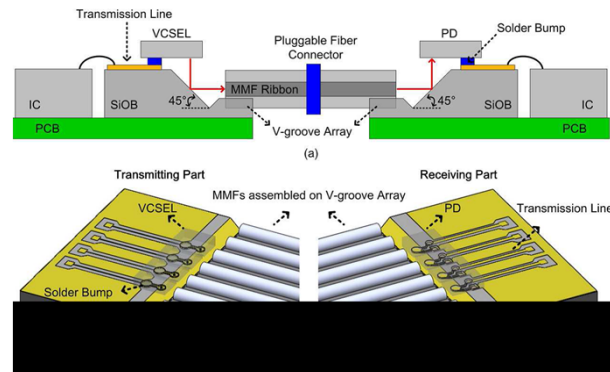 Transmission Line
VCSEL
Pluggable Fiber
Connector
PD
Solder Bump
MMF Ribbon
IC
SiOB
45°
45°
SiOB
IC
PCB
V-groove Array
PCB
(a)
Transmitting Part
MMFs assembled on V-groove Array
Receiving Part
VCSEL
PD
Transmission Line
Solder Bump